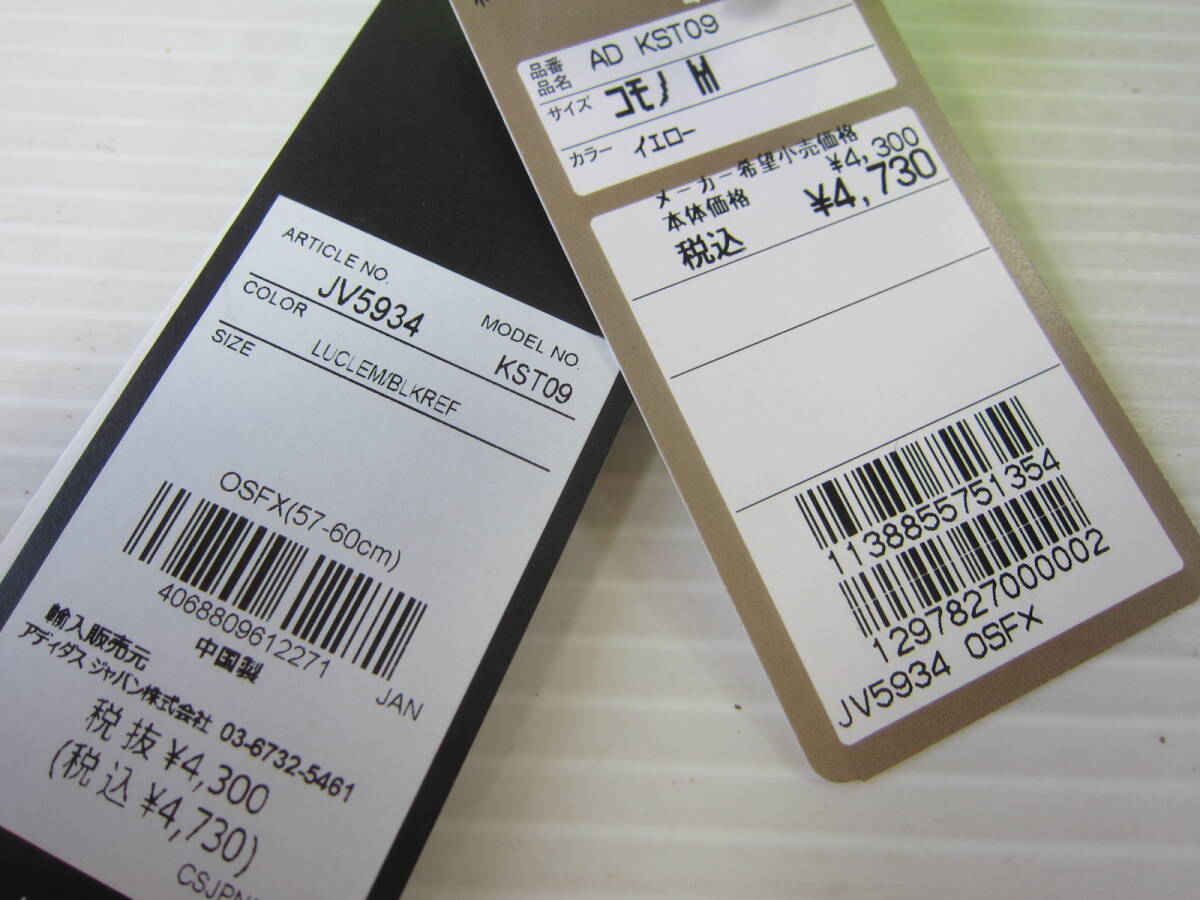 ARTICLE NO.
MODEL NO.
JV5934
KST09
COLOR
LUCLEM/BLKREF
SIZE
OSFX(57-60cm)
4068809612271
JAN
中国製
輸入販売元
アディダス ジャパン株式会社 03-6732-5461
税抜 ¥4,300
(税込 ¥4,730)
品番 AD KST09
品名
サイズ コモノ M
カラー イエロー
メーカー希望小売価格
本体価格 ¥4,300
税込 ¥4,730
1138855751354
1297827000002
JV5934 OSFX